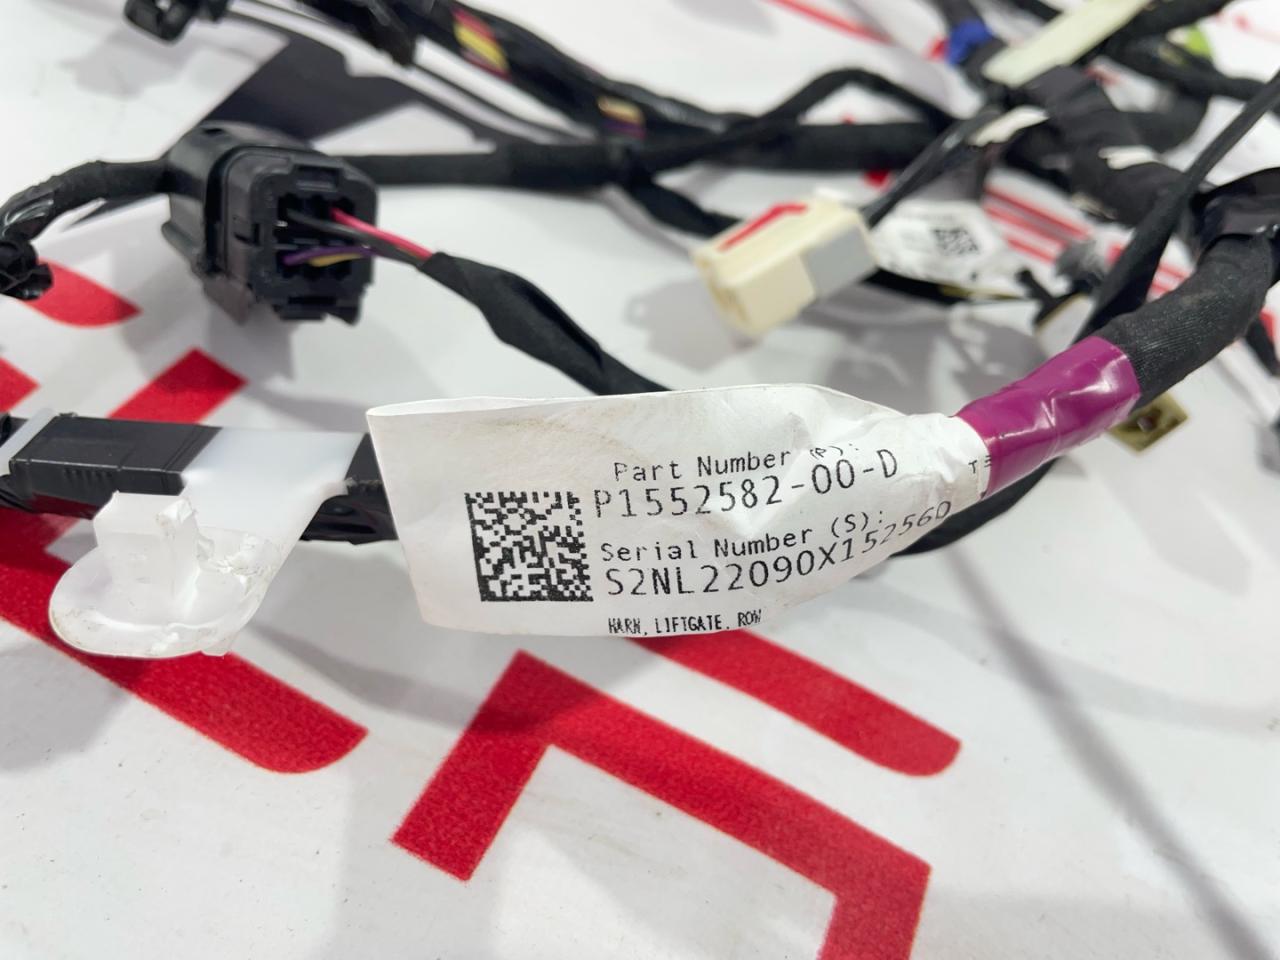 Part Number (P):
P1552582-00-D
Serial Number (S):
S2NL22090X152560
HARN, LIFTGATE, ROW